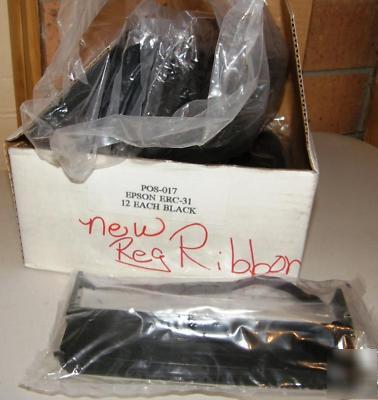 POS-017
EPSON ERC-31
12 EACH BLACK
new
Reg Ribbon